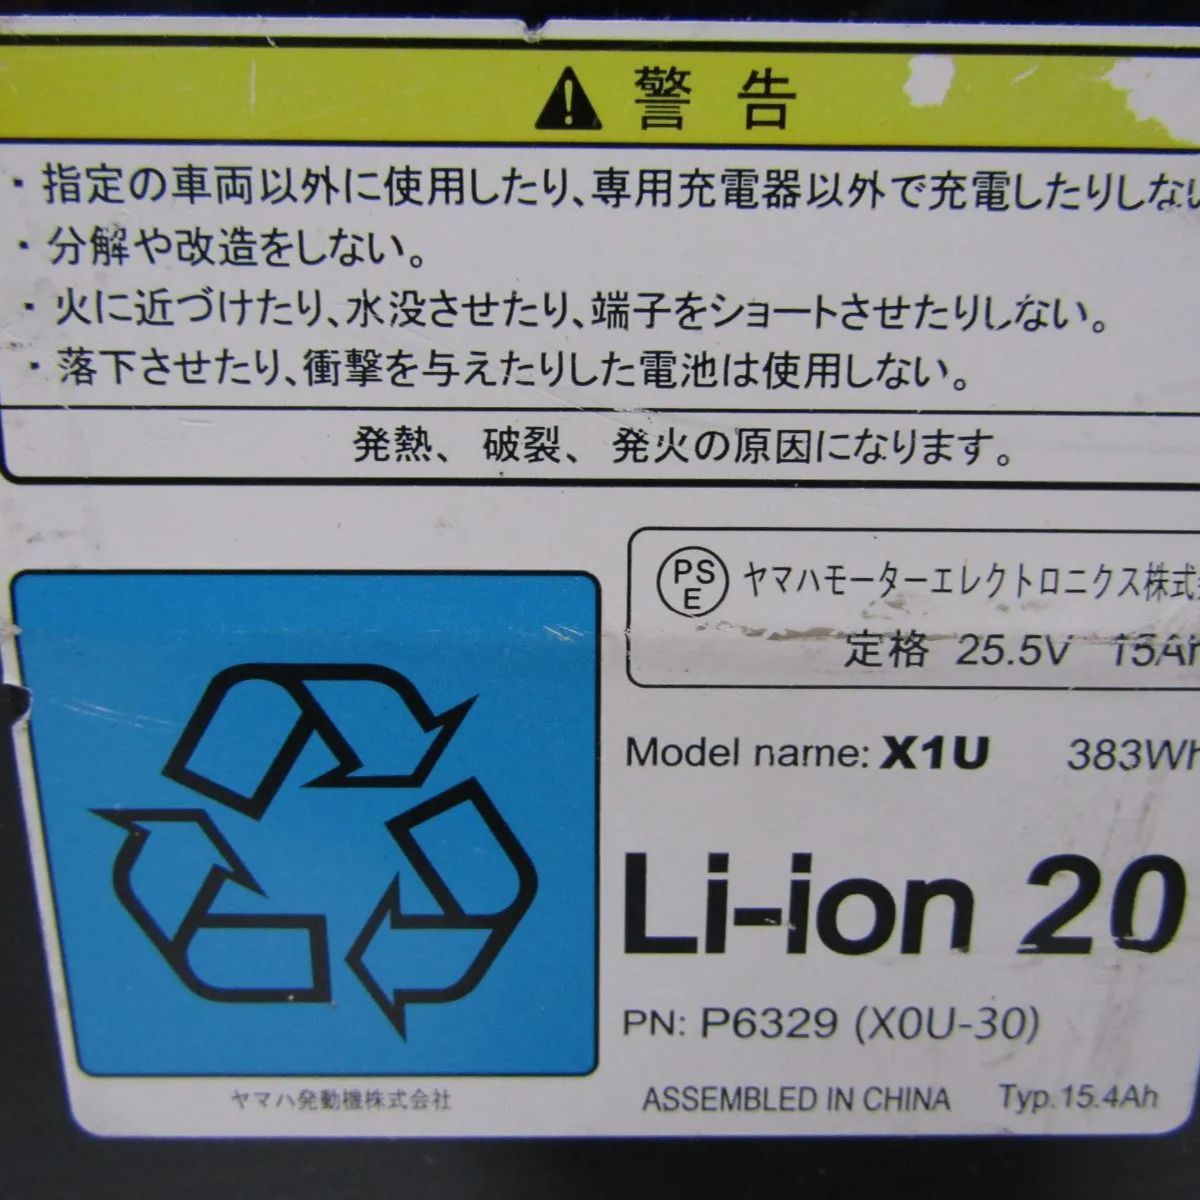 警告
・指定の車両以外に使用したり、専用充電器以外で充電したりしない
・分解や改造をしない。
・火に近づけたり、水没させたり、端子をショートさせたりしない。
・落下させたり、衝撃を与えたりした電池は使用しない。
発熱、破裂、発火の原因になります。
PS
E
ヤマハモーターエレクトロニクス株式
定格 25.5V 15Ah
Model name: X1U 383Wh
Li-ion 20
PN: P6329 (X0U-30)
ヤマハ発動機株式会社
ASSEMBLED IN CHINA Typ.15.4Ah